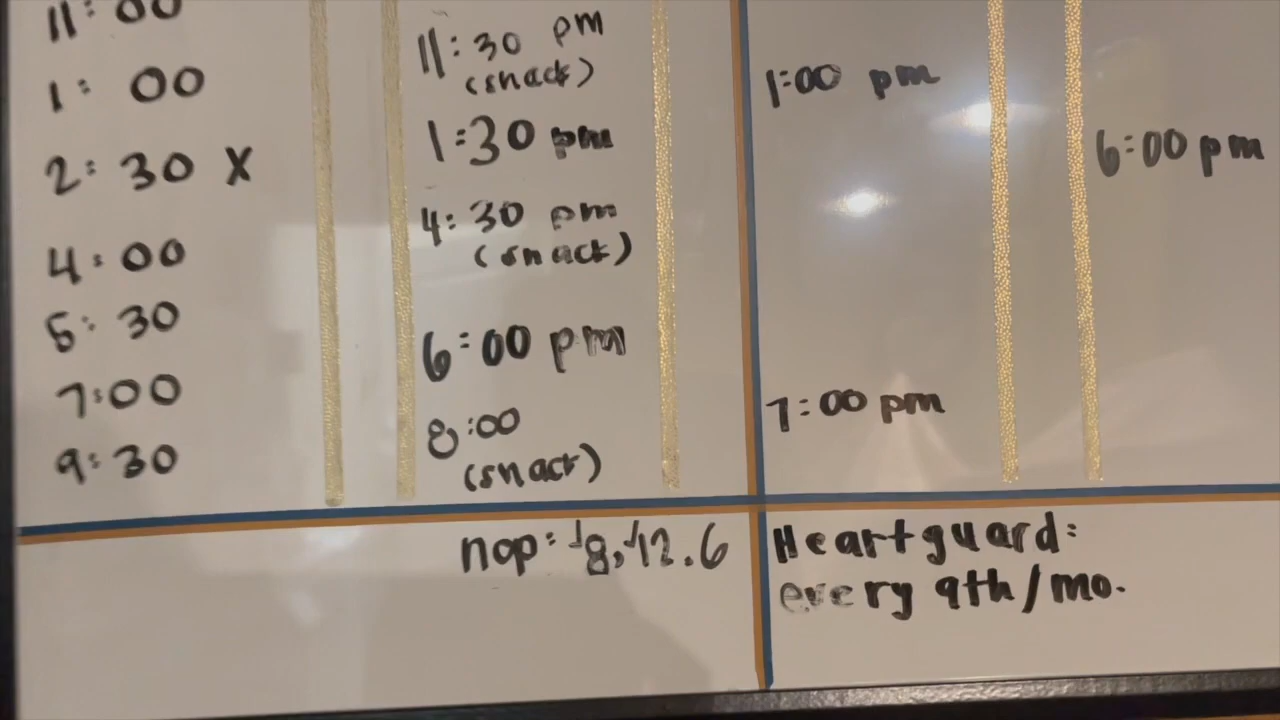 11:00
1:00
2:30 X
4:00
5:30
7:00
9:30
11:30 pm
(snack)
1:30 pm
4:30 pm
(snack)
6:00 pm
8:00
(snack)
1:00 pm
7:00 pm
6:00 pm
nop:
Heartguard:
every 9th/mo.